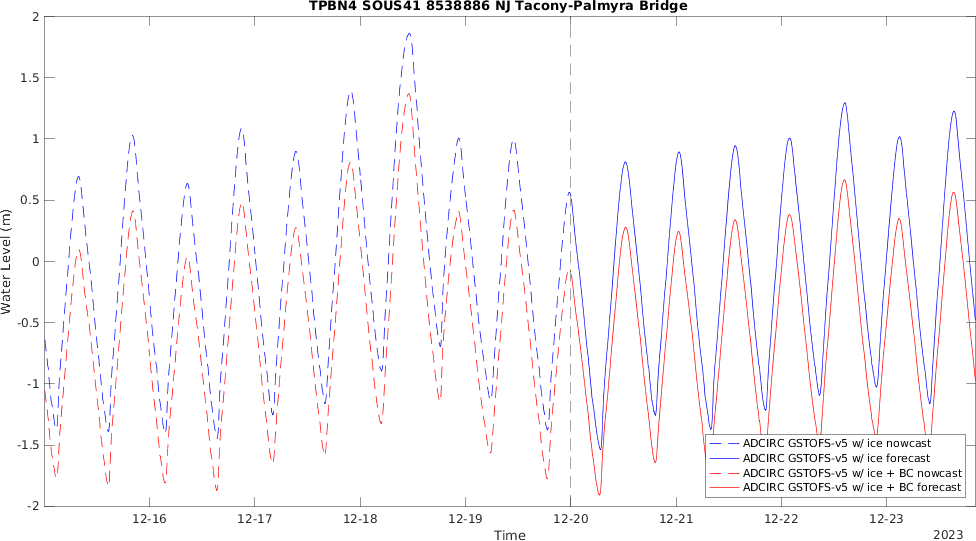 TPBN4 SOUS41 8538886 NJ Tacony-Palmyra Bridge
Water Level (m)
2
1.5
1
0.5
0
-0.5
-1
-1.5
-2
ADCIRC GSTOFS-v5 w/ ice nowcast
ADCIRC GSTOFS-v5 w/ ice forecast
ADCIRC GSTOFS-v5 w/ ice + BC nowcast
ADCIRC GSTOFS-v5 w/ ice + BC forecast
12-16 12-17 12-18 12-19 12-20 12-21 12-22 12-23
Time
2023